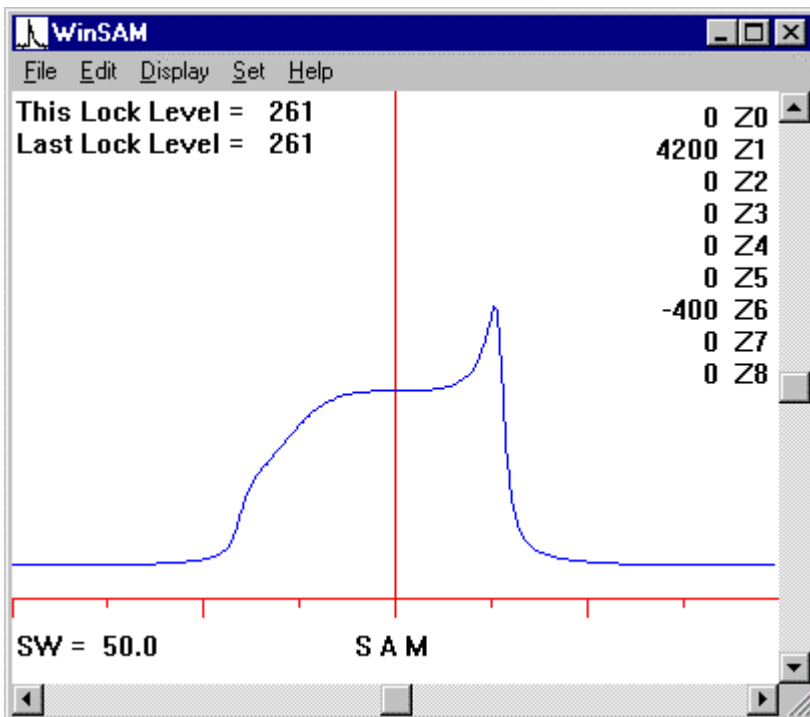 WinSAM
File Edit Display Set Help
This Lock Level = 261
Last Lock Level = 261
0 Z0
4200 Z1
0 Z2
0 Z3
0 Z4
0 Z5
-400 Z6
0 Z7
0 Z8
SW = 50.0
S A M